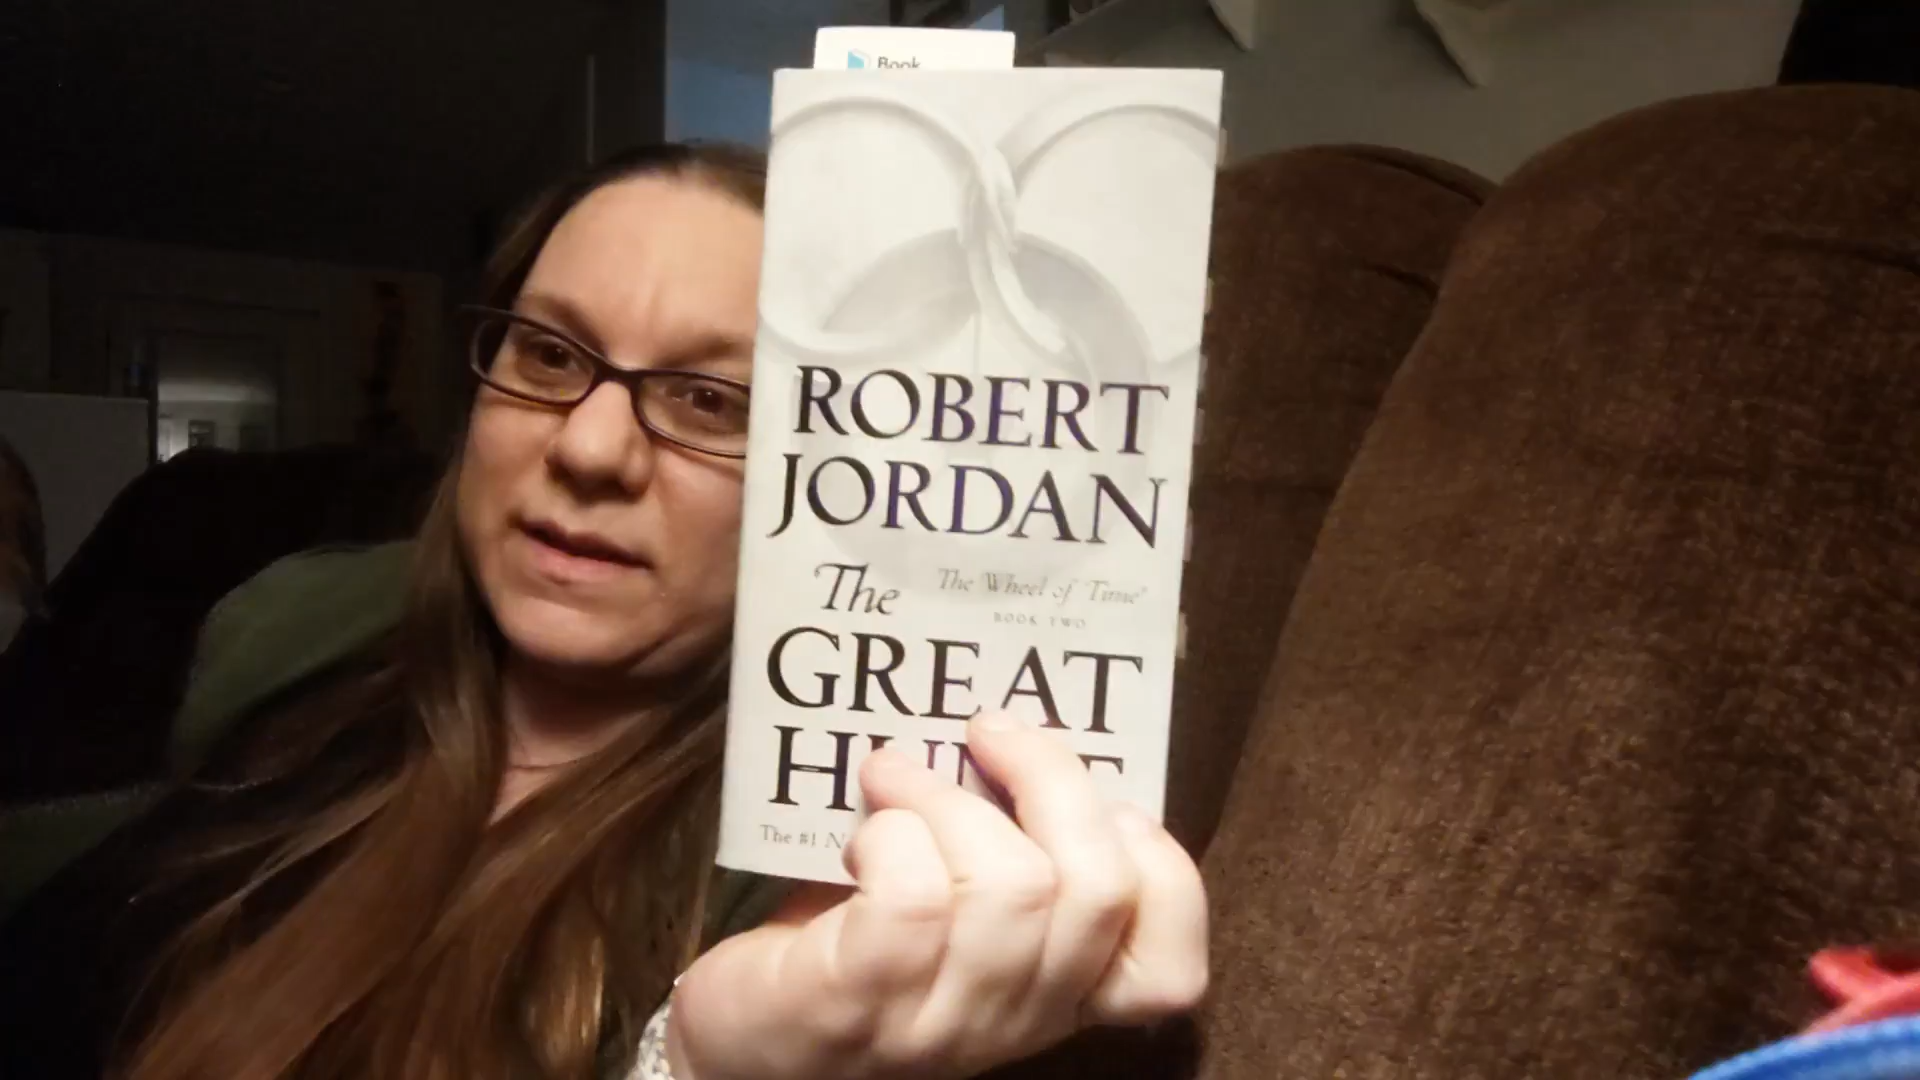 Book
ROBERT
JORDAN
The
The Wheel of Time®
BOOK TWO
GREAT
The #1 N